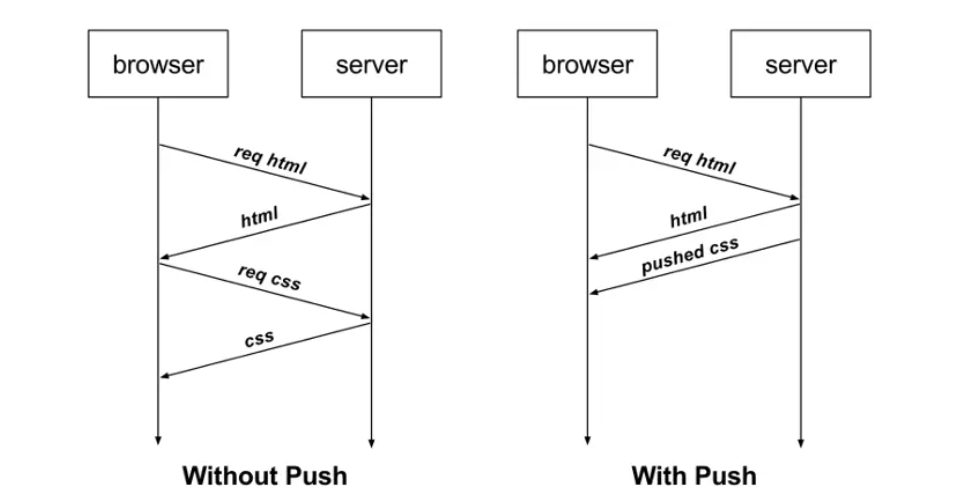 browser
server
req html
html
req css
css
Without Push
browser
server
req html
html
pushed css
With Push